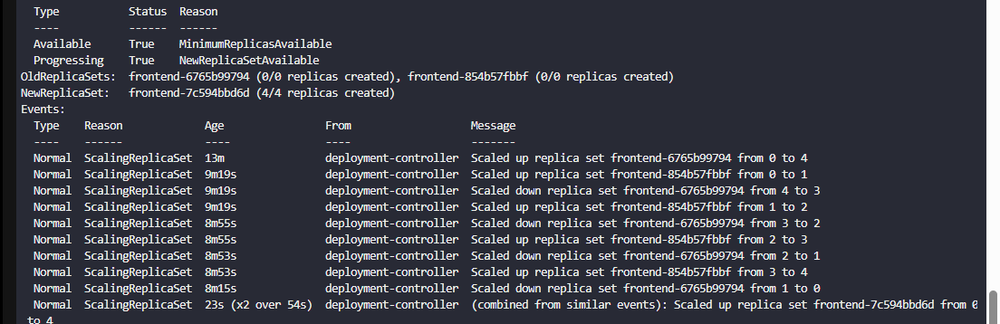 Type Status Reason
---- ------ ------
Available True MinimumReplicasAvailable
Progressing True NewReplicaSetAvailable
OldReplicaSets: frontend-6765b99794 (0/0 replicas created), frontend-854b57fbbf (0/0 replicas created)
NewReplicaSet: frontend-7c594bbd6d (4/4 replicas created)
Events:
Type Reason Age From Message
---- ------ ---- ---- -------
Normal ScalingReplicaSet 13m deployment-controller Scaled up replica set frontend-6765b99794 from 0 to 4
Normal ScalingReplicaSet 9m19s deployment-controller Scaled up replica set frontend-854b57fbbf from 0 to 1
Normal ScalingReplicaSet 9m19s deployment-controller Scaled down replica set frontend-6765b99794 from 4 to 3
Normal ScalingReplicaSet 9m19s deployment-controller Scaled up replica set frontend-854b57fbbf from 1 to 2
Normal ScalingReplicaSet 8m55s deployment-controller Scaled down replica set frontend-6765b99794 from 3 to 2
Normal ScalingReplicaSet 8m55s deployment-controller Scaled up replica set frontend-854b57fbbf from 2 to 3
Normal ScalingReplicaSet 8m53s deployment-controller Scaled down replica set frontend-6765b99794 from 2 to 1
Normal ScalingReplicaSet 8m53s deployment-controller Scaled up replica set frontend-854b57fbbf from 3 to 4
Normal ScalingReplicaSet 8m15s deployment-controller Scaled down replica set frontend-6765b99794 from 1 to 0
Normal ScalingReplicaSet 23s (x2 over 54s) deployment-controller (combined from similar events): Scaled up replica set frontend-7c594bbd6d from 0
to 4